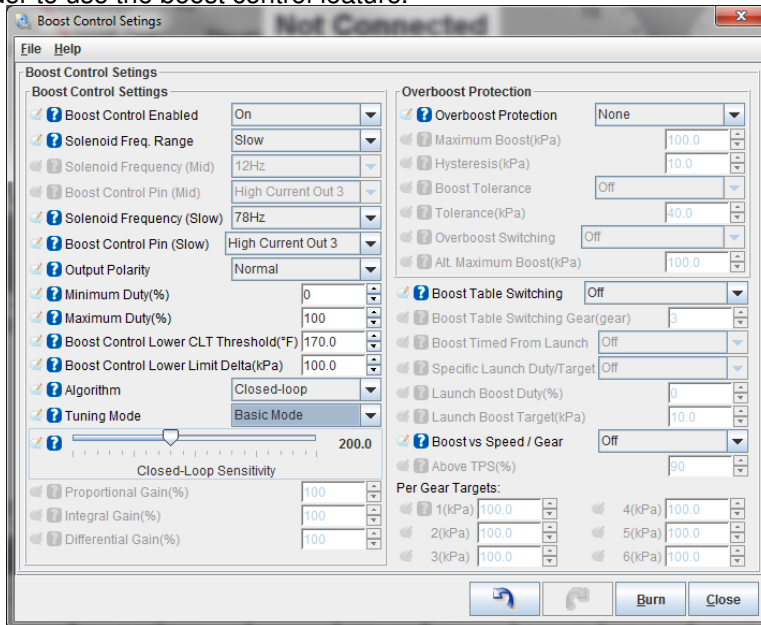 der to use the boost control feature.
Boost Control Setings
Not Connected
File Help
Boost Control Setings
Boost Control Settings
Boost Control Enabled On
Solenoid Freq. Range Slow
Solenoid Frequency (Mid) 12Hz
Boost Control Pin (Mid) High Current Out 3
Solenoid Frequency (Slow) 78Hz
Boost Control Pin (Slow) High Current Out 3
Output Polarity Normal
Minimum Duty(%) 0
Maximum Duty(%) 100
Boost Control Lower CLT Threshold(°F) 170.0
Boost Control Lower Limit Delta(kPa) 100.0
Algorithm Closed-loop
Tuning Mode Basic Mode
200.0
Closed-Loop Sensitivity
Proportional Gain(%) 100
Integral Gain(%) 100
Differential Gain(%) 100
Overboost Protection
Overboost Protection None
Maximum Boost(kPa) 100.0
Hysteresis(kPa) 10.0
Boost Tolerance Off
Tolerance(kPa) 40.0
Overboost Switching Off
Alt. Maximum Boost(kPa) 100.0
Boost Table Switching Off
Boost Table Switching Gear(gear) 3
Boost Timed From Launch Off
Specific Launch Duty/Target Off
Launch Boost Duty(%) 0
Launch Boost Target(kPa) 10.0
Boost vs Speed / Gear Off
Above TPS(%) 90
Per Gear Targets:
1(kPa) 100.0 4(kPa) 100.0
2(kPa) 100.0 5(kPa) 100.0
3(kPa) 100.0 6(kPa) 100.0
Burn Close